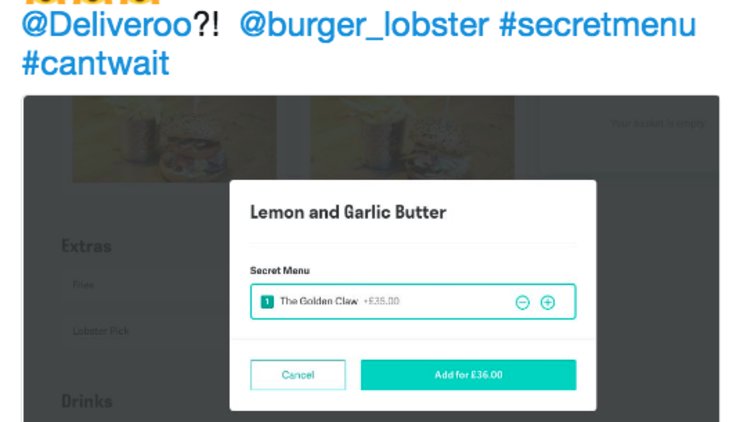 @Deliveroo?! @burger_lobster #secretmenu
#cantwait
Your basket is empty
Lemon and Garlic Butter
Extras
Secret Menu
Fries
1 The Golden Claw +£35.00
Lobster Pick
Cancel
Add for £36.00
Drinks